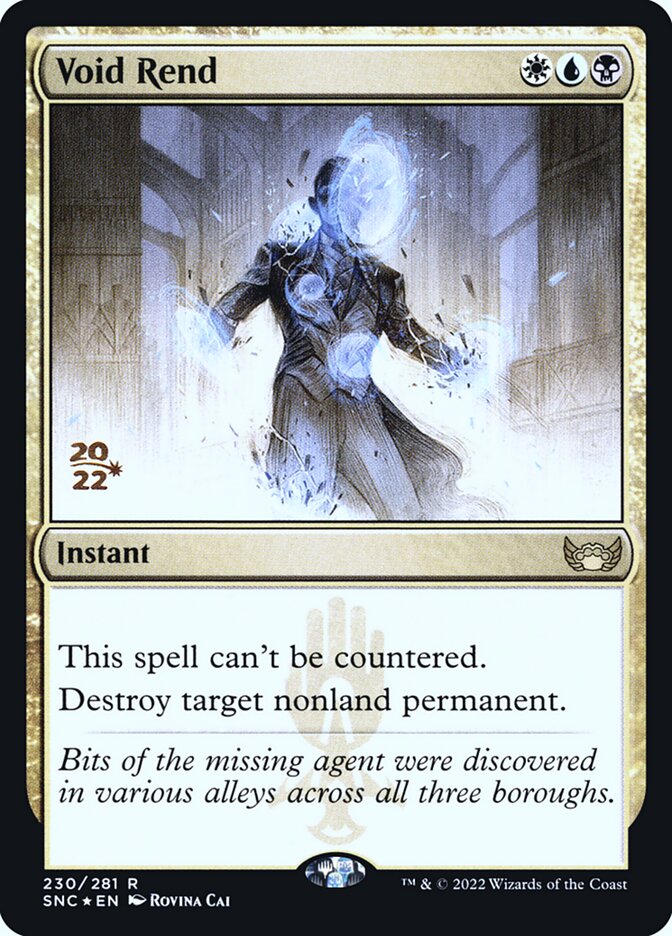 Void Rend
20
22
Instant
This spell can't be countered.
Destroy target nonland permanent.
Bits of the missing agent were discovered
in various alleys across all three boroughs.
230/281 R
SNC★EN Rovina Cai
™ & © 2022 Wizards of the Coast